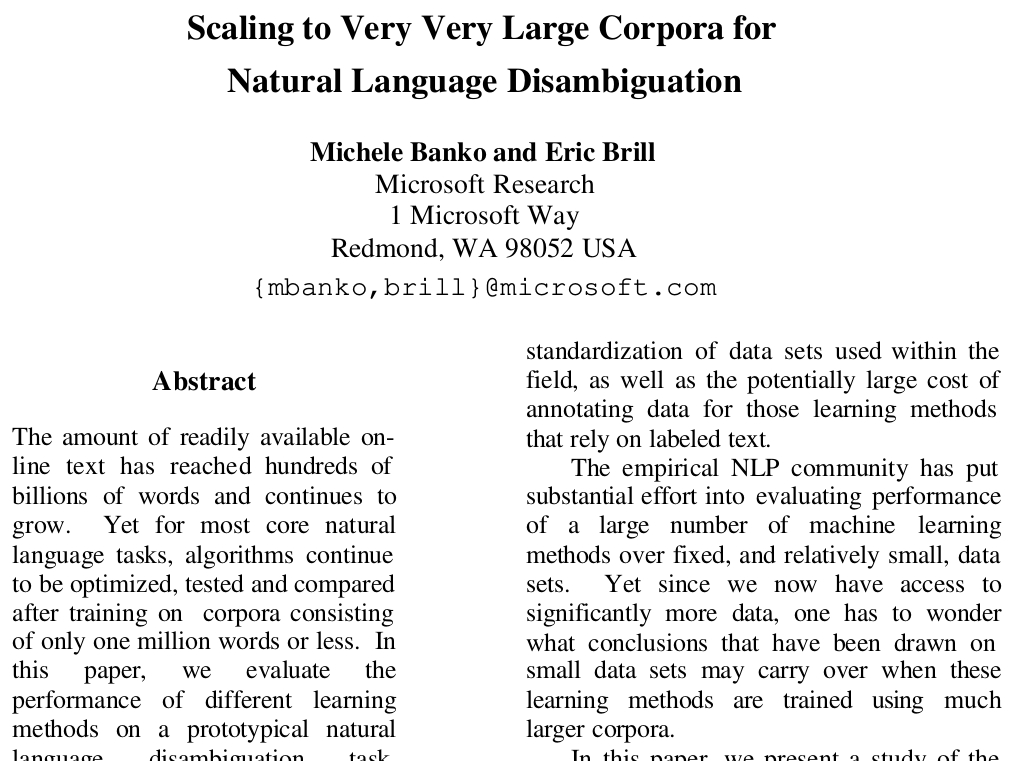 Scaling to Very Very Large Corpora for
Natural Language Disambiguation
Michele Banko and Eric Brill
Microsoft Research
1 Microsoft Way
Redmond, WA 98052 USA
{mbanko,brill}@microsoft.com
Abstract
The amount of readily available on-
line text has reached hundreds of
billions of words and continues to
grow. Yet for most core natural
language tasks, algorithms continue
to be optimized, tested and compared
after training on corpora consisting
of only one million words or less. In
this paper, we evaluate the
performance of different learning
methods on a prototypical natural
language disambiguation task,
standardization of data sets used within the
field, as well as the potentially large cost of
annotating data for those learning methods
that rely on labeled text.
The empirical NLP community has put
substantial effort into evaluating performance
of a large number of machine learning
methods over fixed, and relatively small, data
sets. Yet since we now have access to
significantly more data, one has to wonder
what conclusions that have been drawn on
small data sets may carry over when these
learning methods are trained using much
larger corpora.
In this paper, we present a study of the